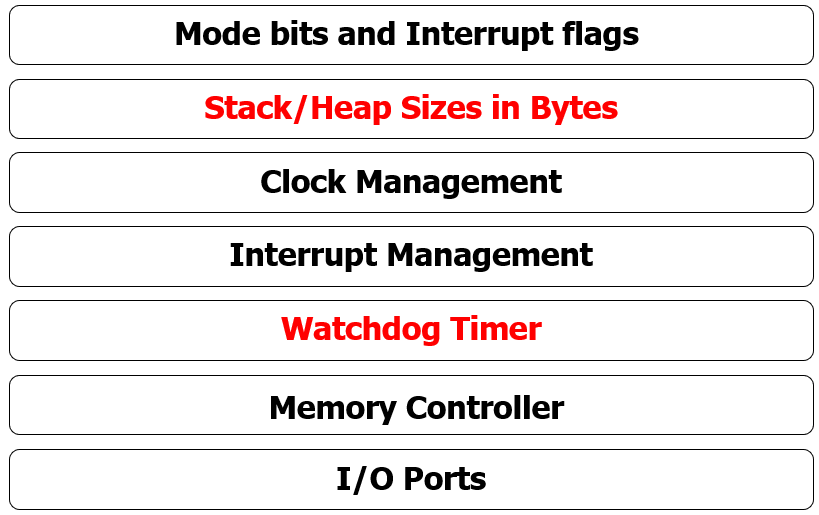 Mode bits and Interrupt flags
Stack/Heap Sizes in Bytes
Clock Management
Interrupt Management
Watchdog Timer
Memory Controller
I/O Ports